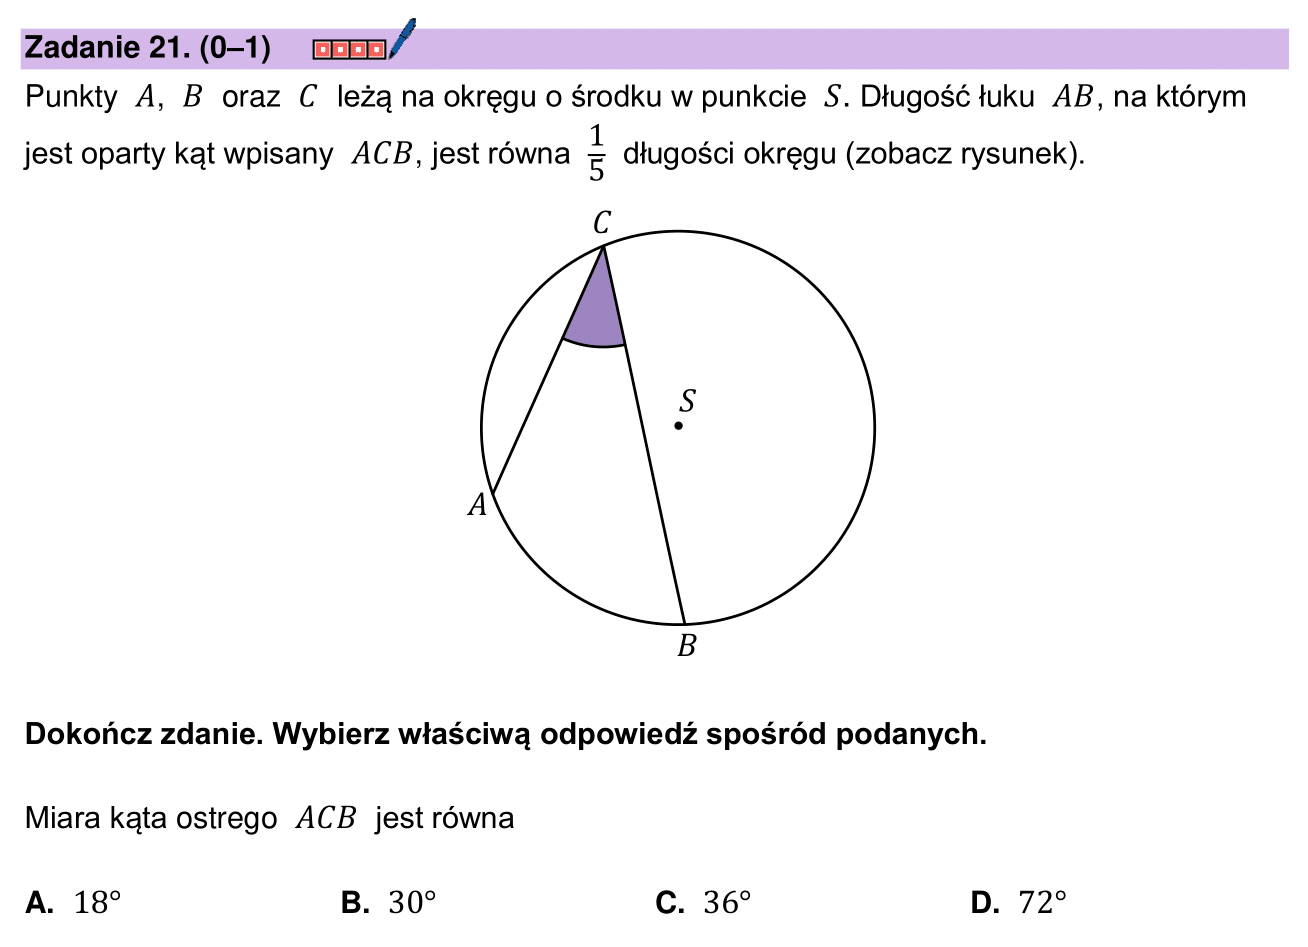 Zadanie 21. (0–1)
Punkty A, B oraz C leżą na okręgu o środku w punkcie S. Długość łuku AB, na którym
jest oparty kąt wpisany ACB, jest równa 1/5 długości okręgu (zobacz rysunek).
C
S
A
B
Dokończ zdanie. Wybierz właściwą odpowiedź spośród podanych.
Miara kąta ostrego ACB jest równa
A. 18° B. 30° C. 36° D. 72°